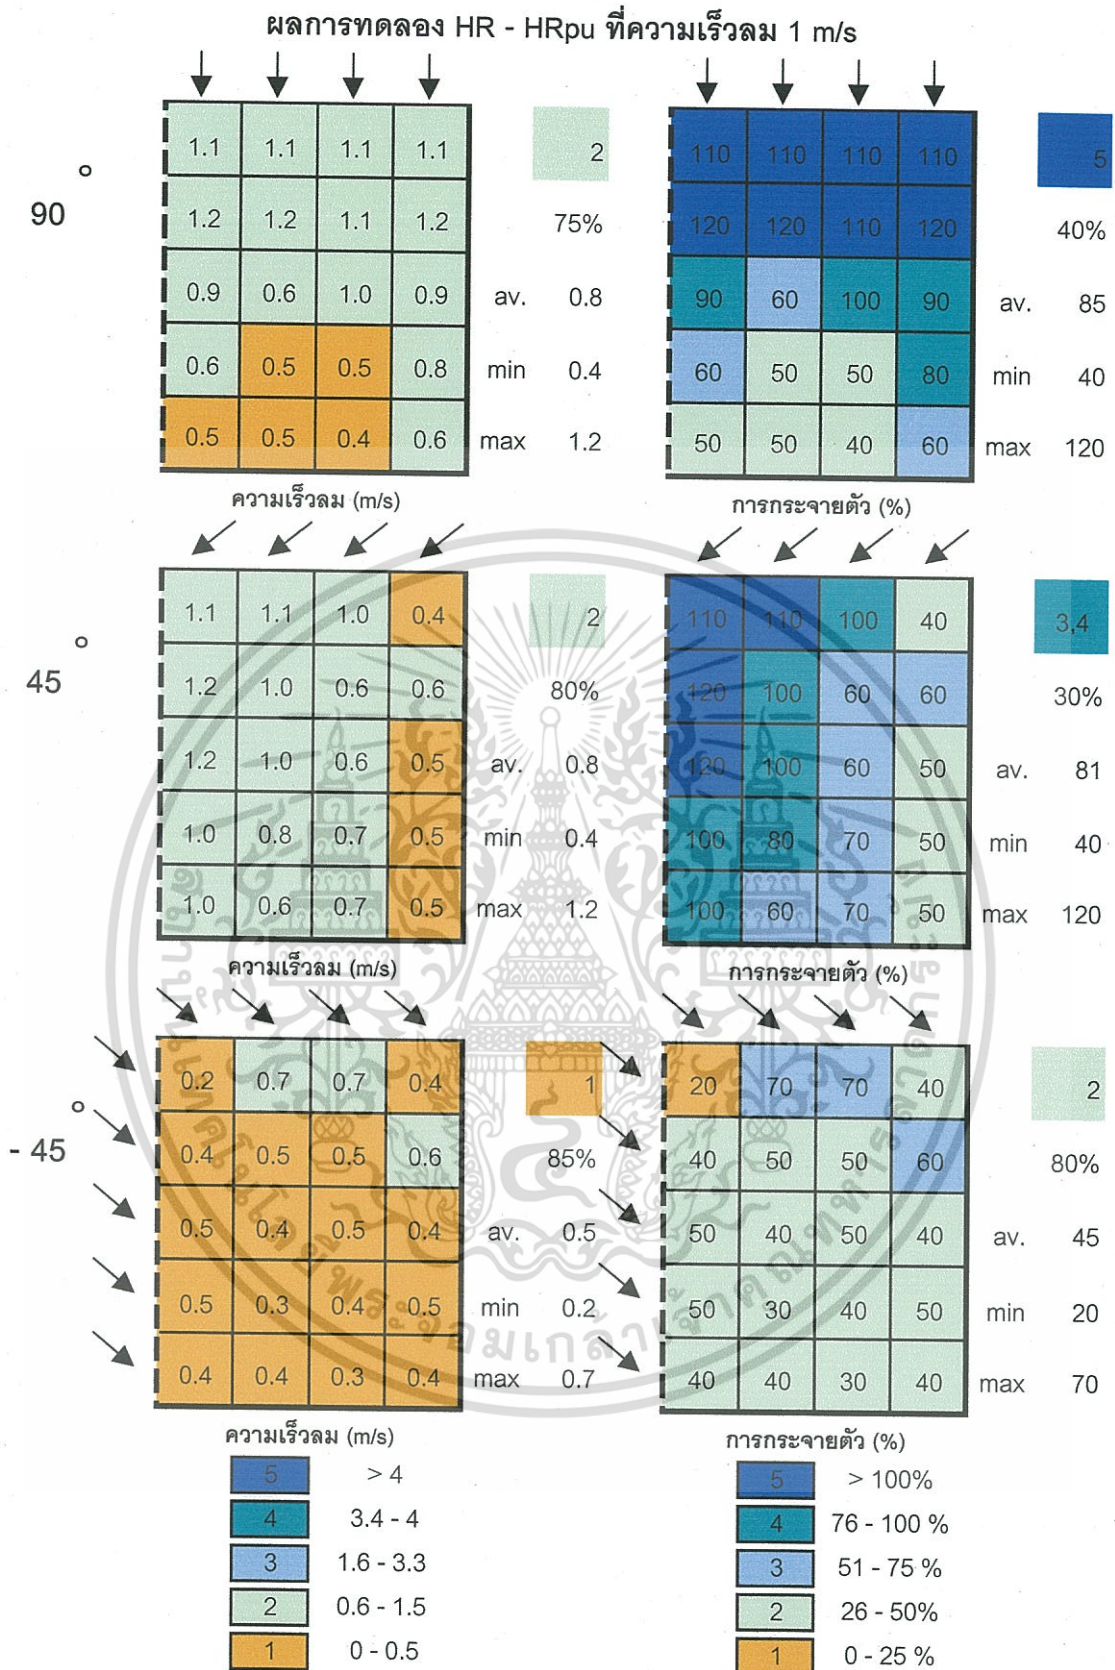 ผลการทดลอง HR - HRpu ที่ความเร็วลม 1 m/s
90 °
1.1 1.1 1.1 1.1 2
1.2 1.2 1.1 1.2 75%
0.9 0.6 1.0 0.9 av. 0.8
0.6 0.5 0.5 0.8 min 0.4
0.5 0.5 0.4 0.6 max 1.2
ความเร็วลม (m/s)
110 110 110 110 5
120 120 110 120 40%
90 60 100 90 av. 85
60 50 50 80 min 40
50 50 40 60 max 120
การกระจายตัว (%)
45 °
1.1 1.1 1.0 0.4 2
1.2 1.0 0.6 0.6 80%
1.2 1.0 0.6 0.5 av. 0.8
1.0 0.8 0.7 0.5 min 0.4
1.0 0.6 0.7 0.5 max 1.2
ความเร็วลม (m/s)
110 110 100 40 3,4
120 100 60 60 30%
120 100 60 50 av. 81
100 80 70 50 min 40
100 60 70 50 max 120
การกระจายตัว (%)
- 45 °
0.2 0.7 0.7 0.4 1
0.4 0.5 0.5 0.6 85%
0.5 0.4 0.5 0.4 av. 0.5
0.5 0.3 0.4 0.5 min 0.2
0.4 0.4 0.3 0.4 max 0.7
ความเร็วลม (m/s)
20 70 70 40 2
40 50 50 60 80%
50 40 50 40 av. 45
50 30 40 50 min 20
40 40 30 40 max 70
การกระจายตัว (%)
5 > 4
4 3.4 - 4
3 1.6 - 3.3
2 0.6 - 1.5
1 0 - 0.5
5 > 100%
4 76 - 100 %
3 51 - 75 %
2 26 - 50%
1 0 - 25 %